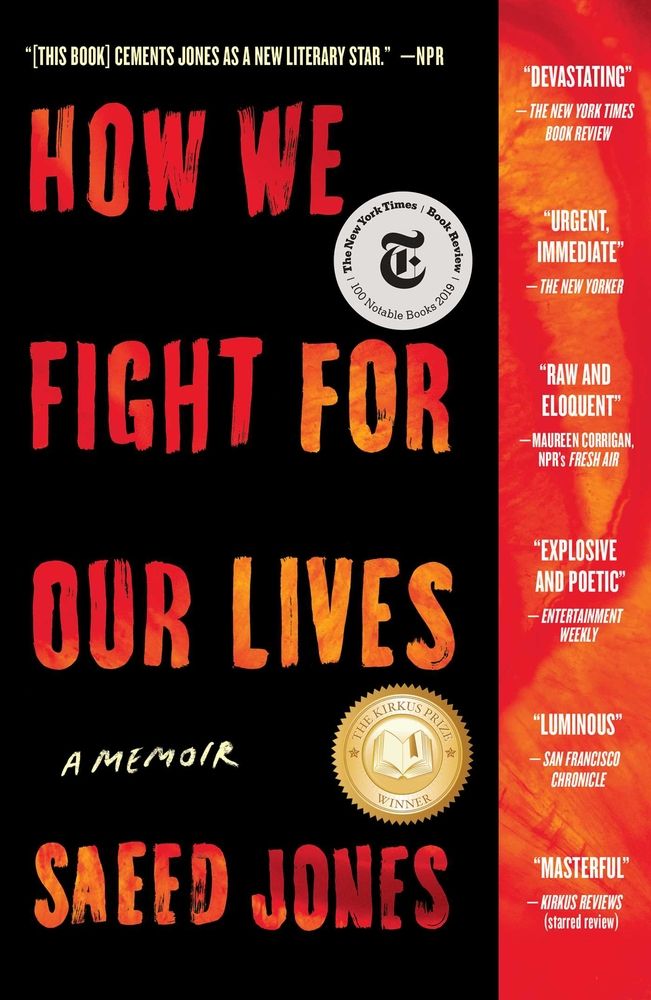 “[THIS BOOK] CEMENTS JONES AS A NEW LITERARY STAR.” —NPR
HOW WE
The New York Times | Book Review
T
100 Notable Books 2019
FIGHT FOR
OUR LIVES
A MEMOIR
THE KIRKUS PRIZE
WINNER
SAEED JONES
“DEVASTATING”
—THE NEW YORK TIMES
BOOK REVIEW
“URGENT,
IMMEDIATE”
—THE NEW YORKER
“RAW AND
ELOQUENT”
—MAUREEN CORRIGAN,
NPR's FRESH AIR
“EXPLOSIVE
AND POETIC”
—ENTERTAINMENT
WEEKLY
“LUMINOUS”
—SAN FRANCISCO
CHRONICLE
“MASTERFUL”
—KIRKUS REVIEWS
(starred review)